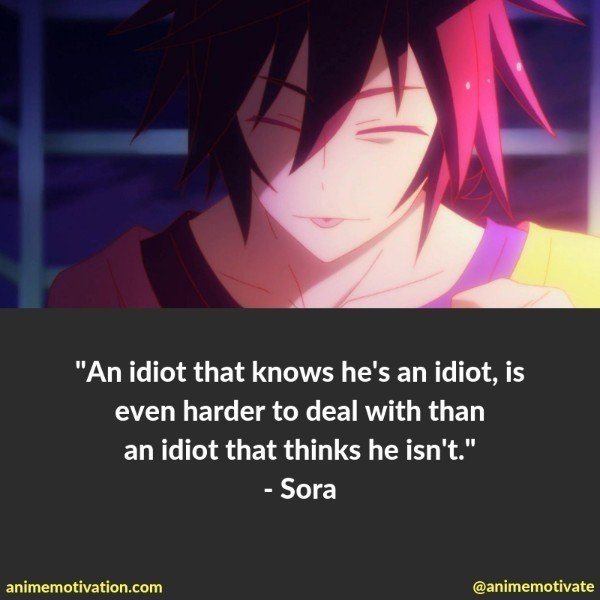 "An idiot that knows he's an idiot, is
even harder to deal with than
an idiot that thinks he isn't."
- Sora
animemotivation.com
@animemotivate